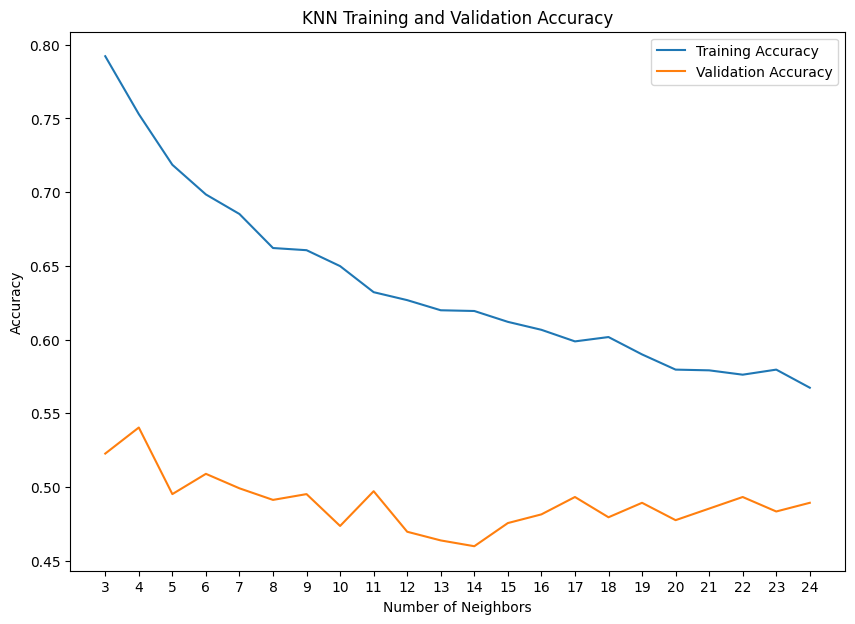 KNN Training and Validation Accuracy
Training Accuracy
Validation Accuracy
Accuracy
0.80
0.75
0.70
0.65
0.60
0.55
0.50
0.45
3 4 5 6 7 8 9 10 11 12 13 14 15 16 17 18 19 20 21 22 23 24
Number of Neighbors